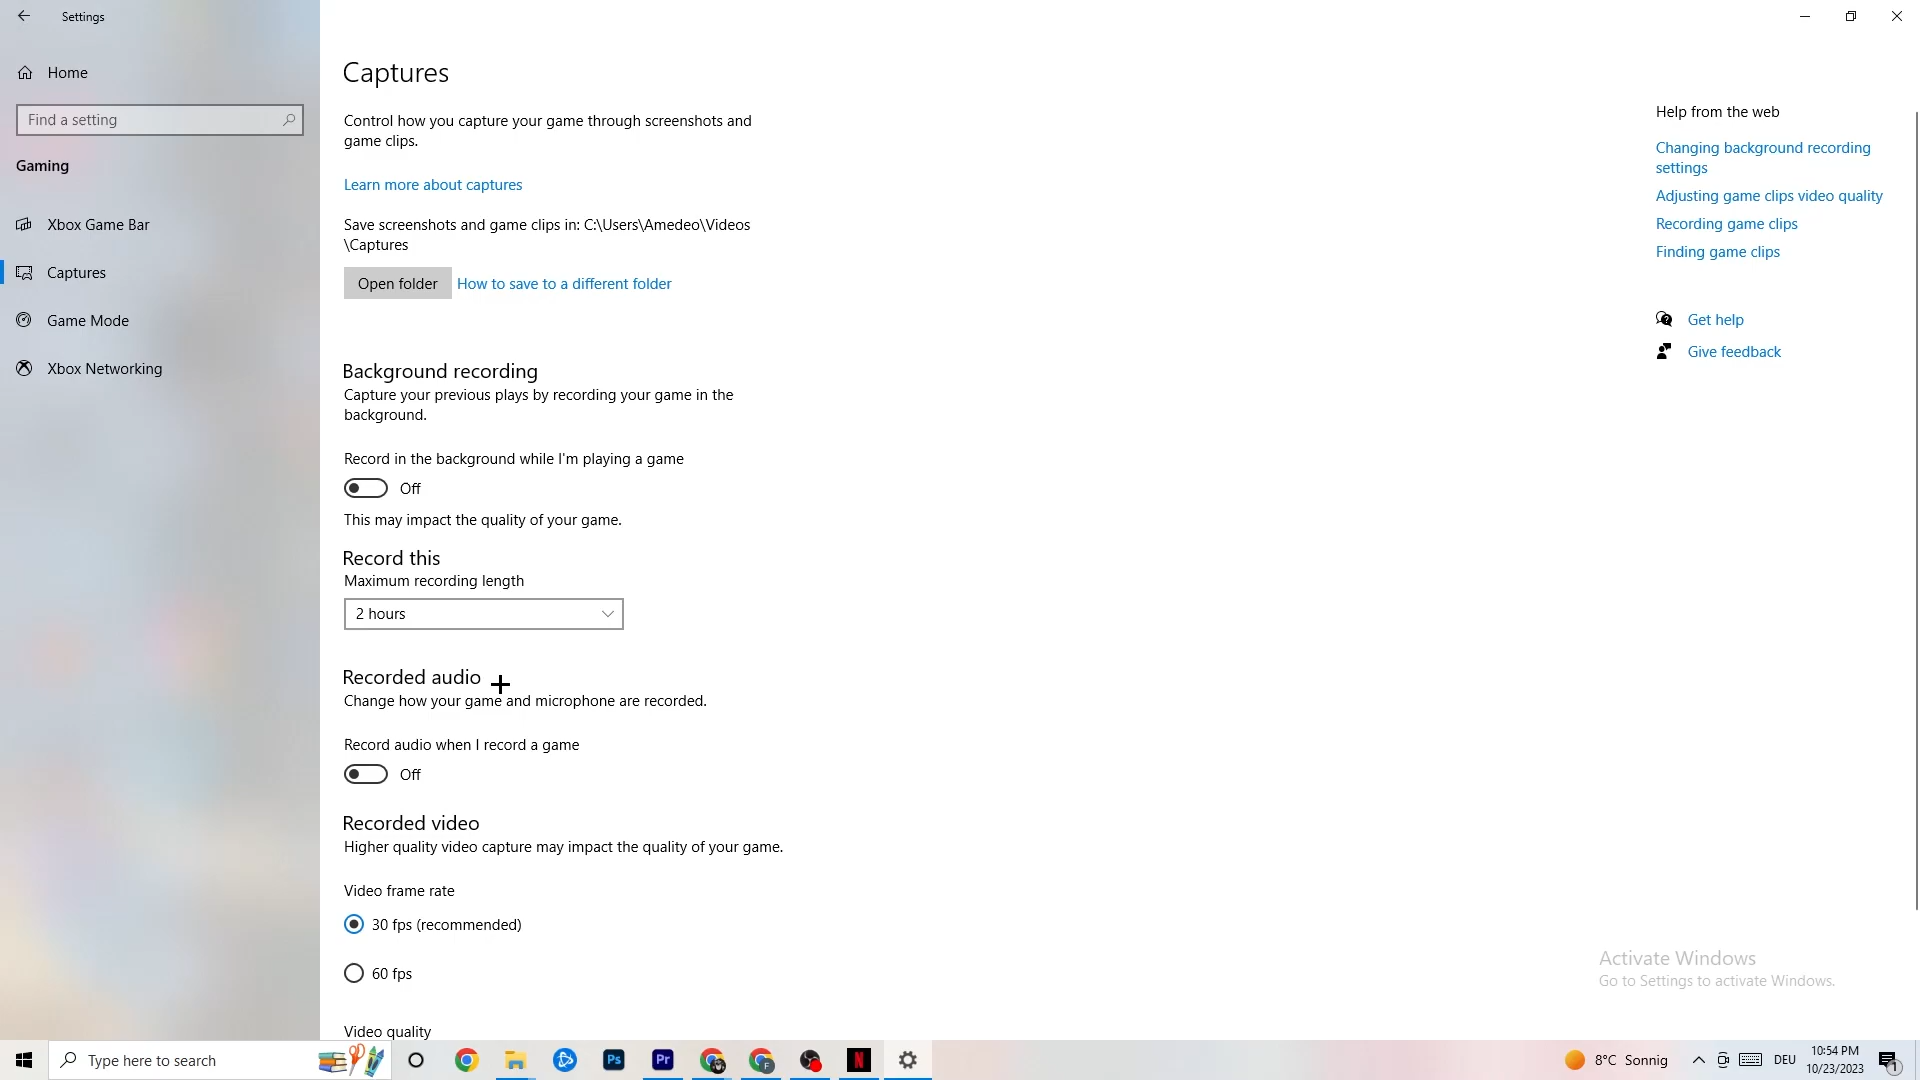 Settings
Home
Find a setting
Gaming
Xbox Game Bar
Captures
Game Mode
Xbox Networking
Captures
Control how you capture your game through screenshots and
game clips.
Learn more about captures
Save screenshots and game clips in: C:\Users\Amedeo\Videos
\Captures
Open folder
How to save to a different folder
Background recording
Capture your previous plays by recording your game in the
background.
Record in the background while I'm playing a game
Off
This may impact the quality of your game.
Record this
Maximum recording length
2 hours
Recorded audio
Change how your game and microphone are recorded.
Record audio when I record a game
Off
Recorded video
Higher quality video capture may impact the quality of your game.
Video frame rate
30 fps (recommended)
60 fps
Video quality
Help from the web
Changing background recording
settings
Adjusting game clips video quality
Recording game clips
Finding game clips
Get help
Give feedback
Activate Windows
Go to Settings to activate Windows.
Type here to search
Ps
Pr
F
N
8°C Sonnig
DEU
10:54 PM
10/23/2023
1